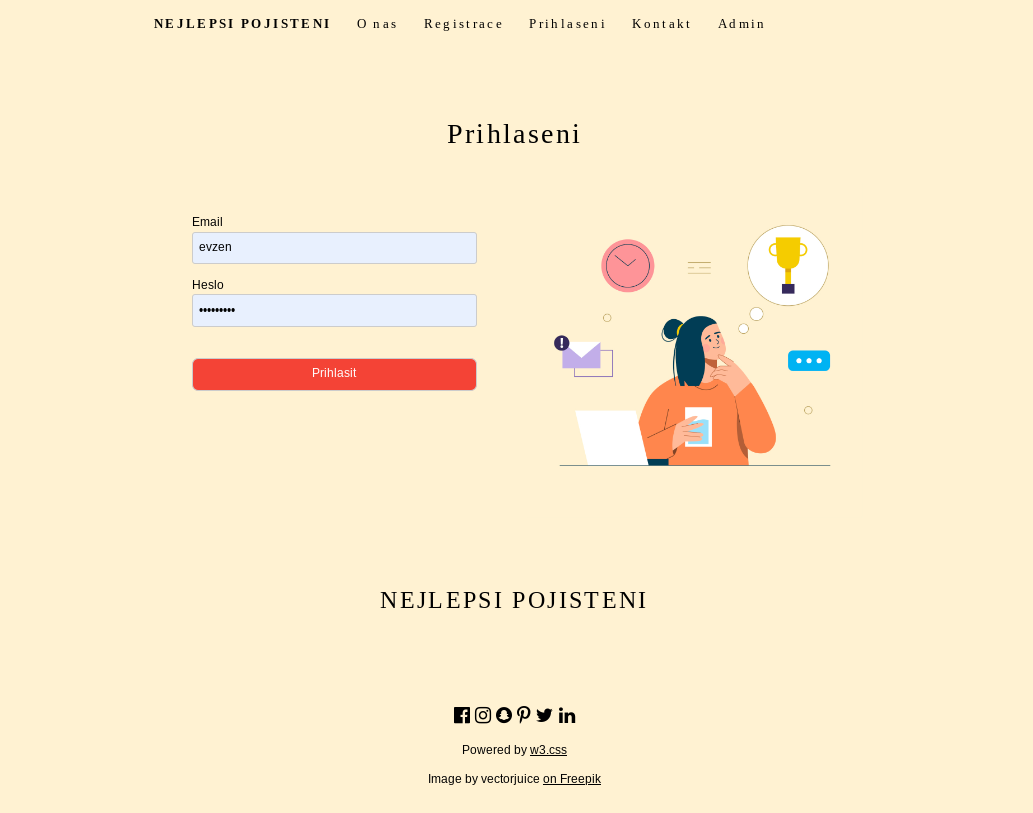 NEJLEPSI POJISTENI O nas Registrace Prihlaseni Kontakt Admin
Prihlaseni
Email
evzen
Heslo
•••••••••
Prihlasit
NEJLEPSI POJISTENI
Powered by w3.css
Image by vectorjuice on Freepik